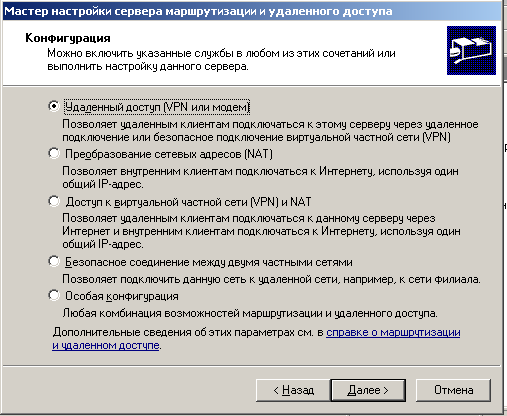 Мастер настройки сервера маршрутизации и удаленного доступа
Конфигурация
Можно включить указанные службы в любом из этих сочетаний или
выполнить настройку данного сервера.
Удаленный доступ (VPN или модем)
Позволяет удаленным клиентам подключаться к этому серверу через удаленное
подключение или безопасное подключение виртуальной частной сети (VPN)
Преобразование сетевых адресов (NAT)
Позволяет внутренним клиентам подключаться к Интернету, используя один
общий IP-адрес.
Доступ к виртуальной частной сети (VPN) и NAT
Позволяет удаленным клиентам подключаться к данному серверу через
Интернет и внутренним клиентам подключаться к Интернету, используя один
общий IP-адрес.
Безопасное соединение между двумя частными сетями
Позволяет подключить данную сеть к удаленной сети, например, к сети филиала.
Особая конфигурация
Любая комбинация возможностей маршрутизации и удаленного доступа.
Дополнительные сведения об этих параметрах см. в справке о маршрутизации
и удаленном доступе.
< Назад Далее > Отмена